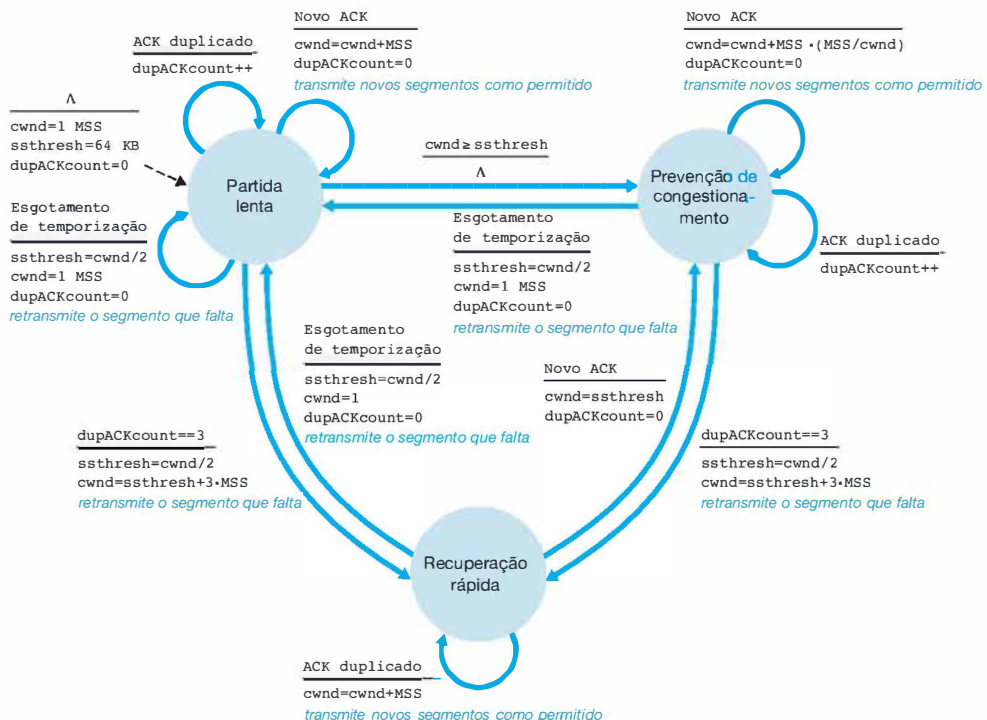 Novo ACK
cwnd=cwnd+MSS
dupACKcount=0
transmite novos segmentos como permitido
Novo ACK
cwnd=cwnd+MSS •(MSS/cwnd)
dupACKcount=0
transmite novos segmentos como permitido
ACK duplicado
dupACKcount++
Λ
cwnd=1 MSS
ssthresh=64 KB
dupACKcount=0
Partida
lenta
cwnd≥ssthresh
Λ
Prevenção de
congestiona-
mento
Esgotamento
de temporização
ssthresh=cwnd/2
cwnd=1 MSS
dupACKcount=0
retransmite o segmento que falta
Esgotamento
de temporização
ssthresh=cwnd/2
cwnd=1 MSS
dupACKcount=0
retransmite o segmento que falta
ACK duplicado
dupACKcount++
Esgotamento
de temporização
ssthresh=cwnd/2
cwnd=1
dupACKcount=0
retransmite o segmento que falta
Novo ACK
cwnd=ssthresh
dupACKcount=0
dupACKcount==3
ssthresh=cwnd/2
cwnd=ssthresh+3•MSS
retransmite o segmento que falta
dupACKcount==3
ssthresh=cwnd/2
cwnd=ssthresh+3•MSS
retransmite o segmento que falta
Recuperação
rápida
ACK duplicado
cwnd=cwnd+MSS
transmite novos segmentos como permitido